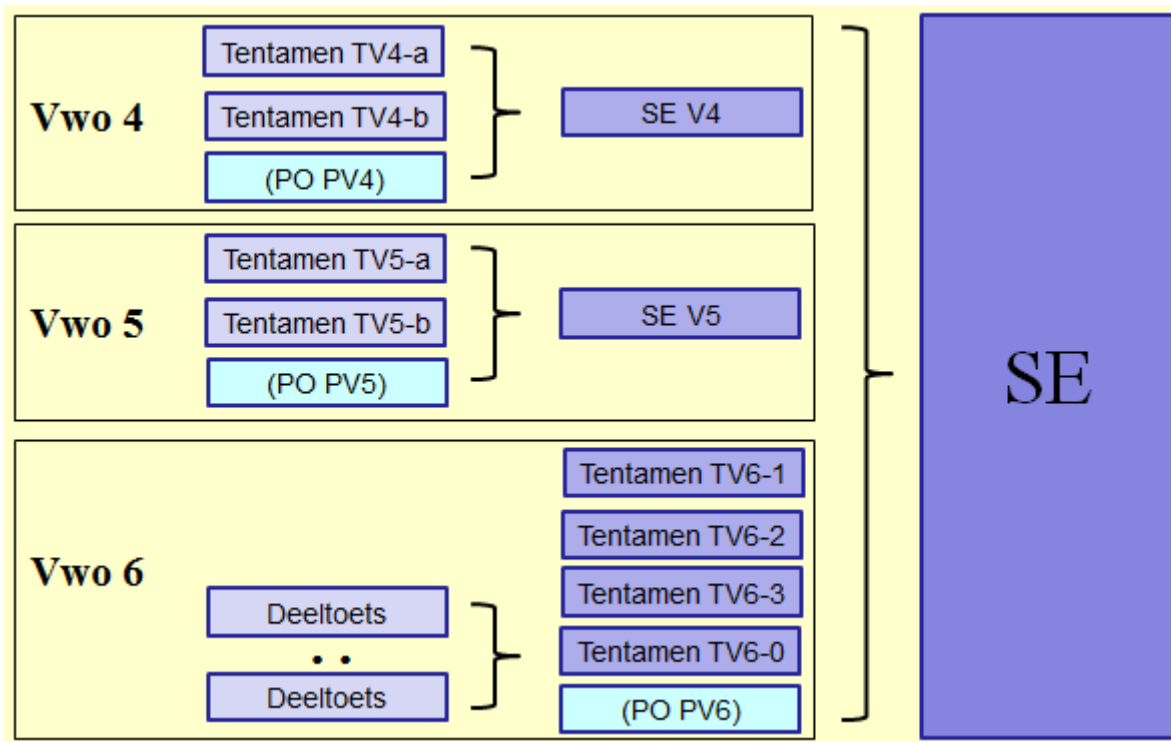 Vwo 4
Tentamen TV4-a
Tentamen TV4-b
(PO PV4)
SE V4
Vwo 5
Tentamen TV5-a
Tentamen TV5-b
(PO PV5)
SE V5
Vwo 6
Deeltoets
. .
Deeltoets
Tentamen TV6-1
Tentamen TV6-2
Tentamen TV6-3
Tentamen TV6-0
(PO PV6)
SE